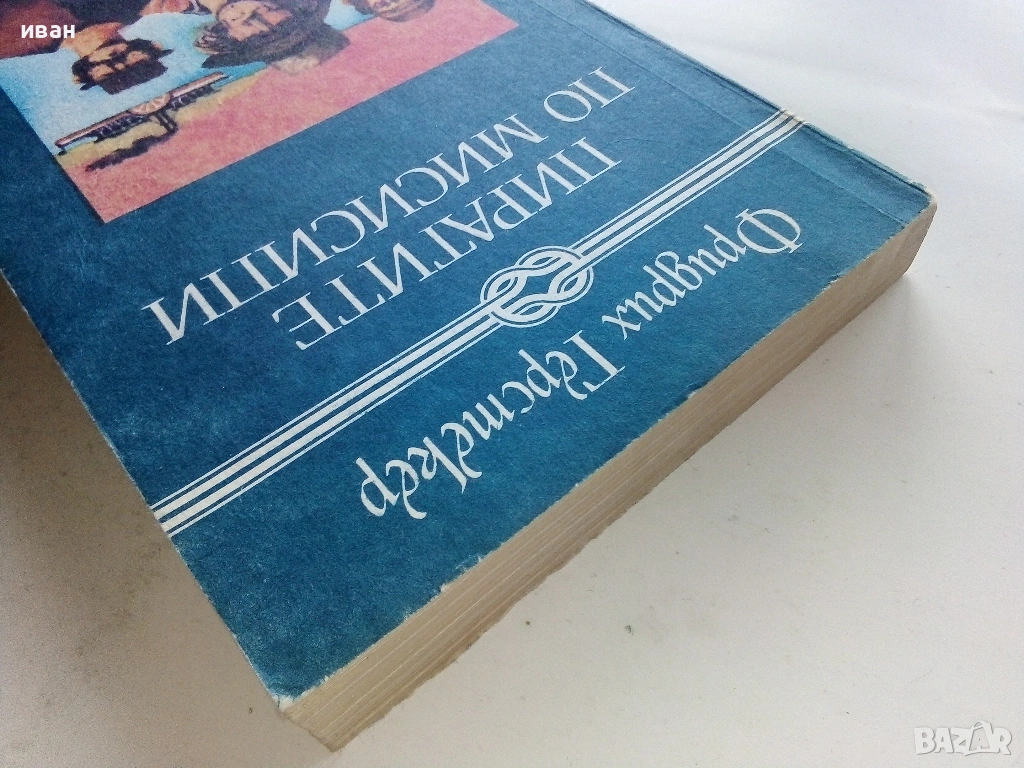 иван
Фридрих Герстекер
ПИРАТИТЕ
ПО МИСИСИПИ
BAZAR